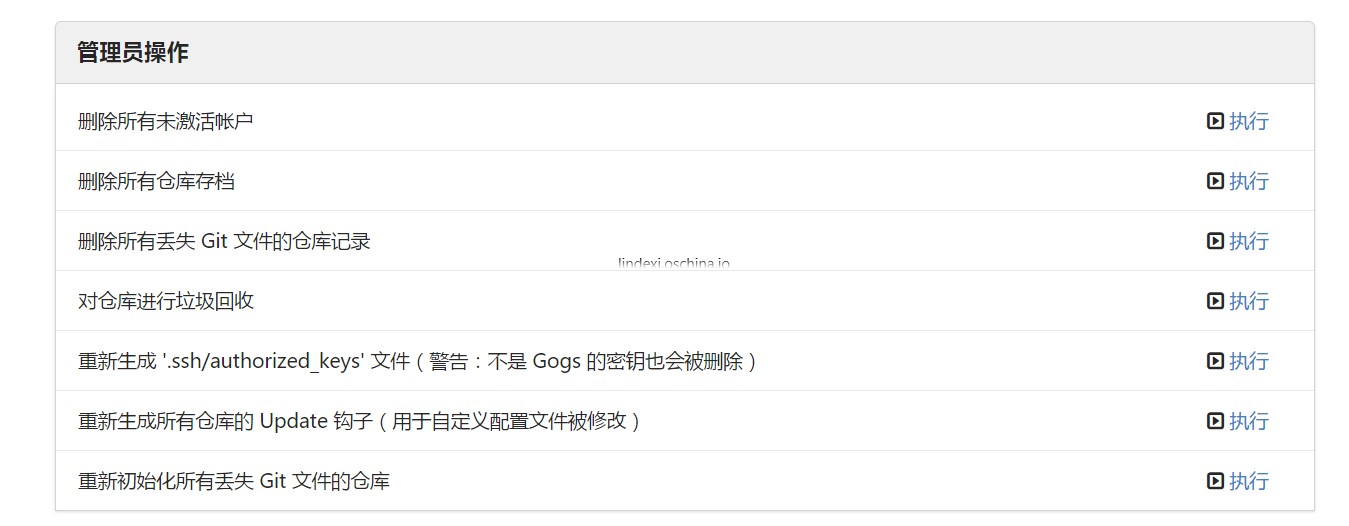 管理员操作
删除所有未激活帐户 执行
删除所有仓库存档 执行
删除所有丢失 Git 文件的仓库记录 执行
lindexi.oschina.io
对仓库进行垃圾回收 执行
重新生成 '.ssh/authorized_keys' 文件（警告：不是 Gogs 的密钥也会被删除） 执行
重新生成所有仓库的 Update 钩子（用于自定义配置文件被修改） 执行
重新初始化所有丢失 Git 文件的仓库 执行